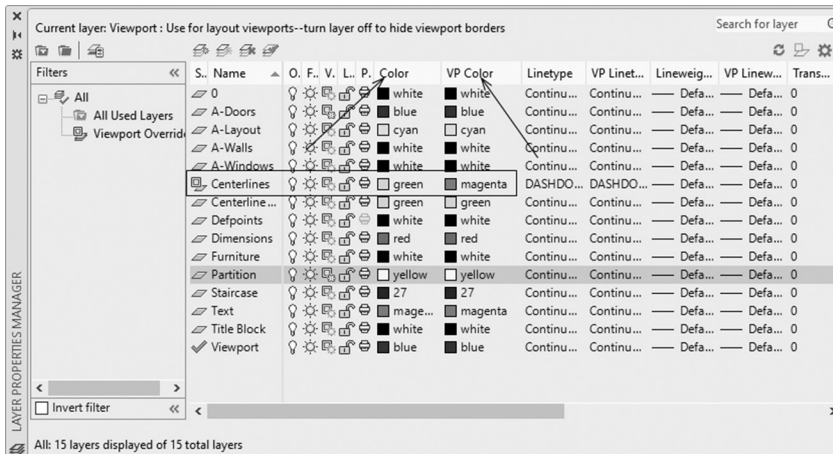 Current layer: Viewport : Use for layout viewports--turn layer off to hide viewport borders
Search for layer
Filters
All
All Used Layers
Viewport Override
Invert filter
S.. Name O. F.. V. L.. P. Color VP Color Linetype VP Linet... Lineweig... VP Linew... Trans...
0 white white Continu... Continu... Defa... Defa... 0
A-Doors blue blue Continu... Continu... Defa... Defa... 0
A-Layout cyan cyan Continu... Continu... Defa... Defa... 0
A-Walls white white Continu... Continu... Defa... Defa... 0
A-Windows white white Continu... Continu... Defa... Defa... 0
Centerlines green magenta DASHDO... DASHDO... Defa... Defa... 0
Centerline ... green green Continu... Continu... Defa... Defa... 0
Defpoints white white Continu... Continu... Defa... Defa... 0
Dimensions red red Continu... Continu... Defa... Defa... 0
Furniture white white Continu... Continu... Defa... Defa... 0
Partition yellow yellow Continu... Continu... Defa... Defa... 0
Staircase 27 27 Continu... Continu... Defa... Defa... 0
Text mage... magenta Continu... Continu... Defa... Defa... 0
Title Block white white Continu... Continu... Defa... Defa... 0
Viewport blue blue Continu... Continu... Defa... Defa... 0
LAYER PROPERTIES MANAGER
All: 15 layers displayed of 15 total layers